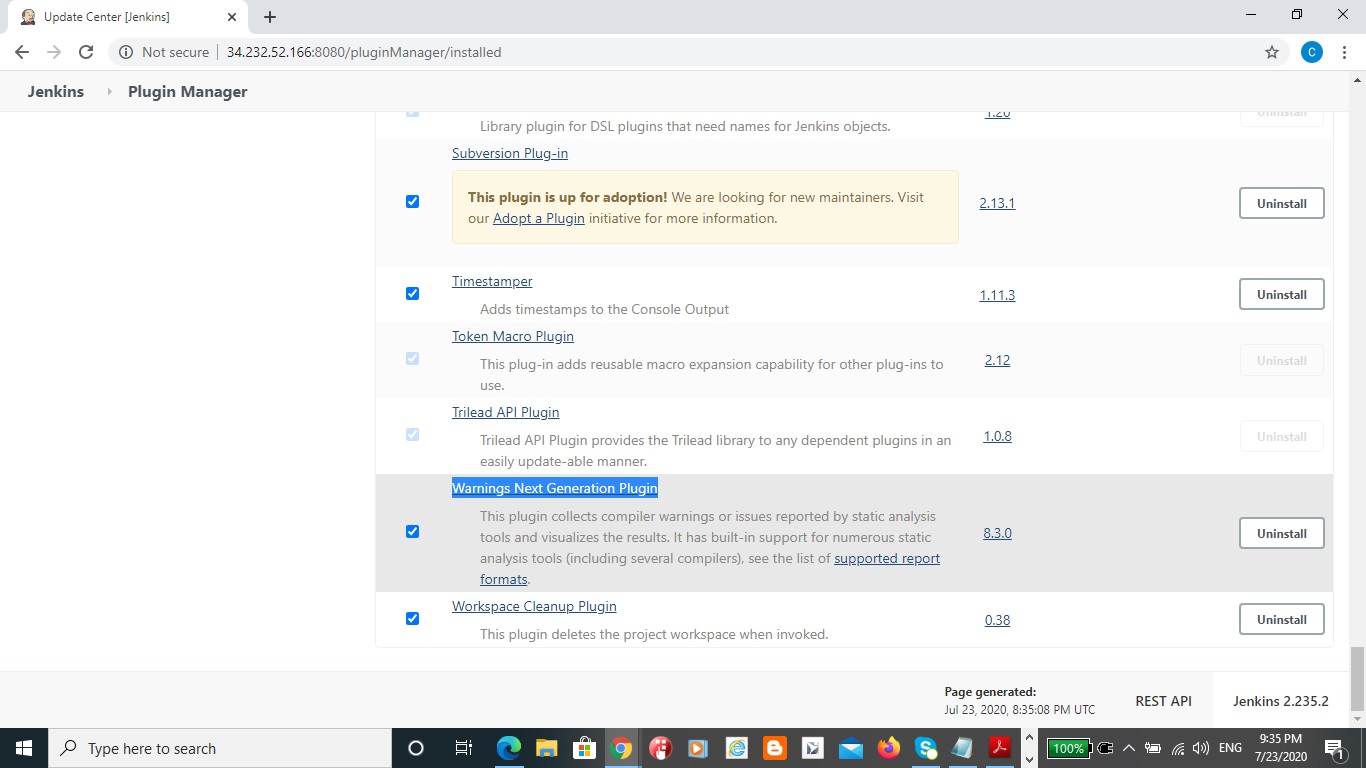 Update Center [Jenkins]
Not secure | 34.232.52.166:8080/pluginManager/installed
C
Jenkins
Plugin Manager
Library plugin for DSL plugins that need names for Jenkins objects.
1.20
Uninstall
Subversion Plug-in
This plugin is up for adoption! We are looking for new maintainers. Visit
our Adopt a Plugin initiative for more information.
2.13.1
Uninstall
Timestamper
Adds timestamps to the Console Output
1.11.3
Uninstall
Token Macro Plugin
This plug-in adds reusable macro expansion capability for other plug-ins to
use.
2.12
Uninstall
Trilead API Plugin
Trilead API Plugin provides the Trilead library to any dependent plugins in an
easily update-able manner.
1.0.8
Uninstall
Warnings Next Generation Plugin
This plugin collects compiler warnings or issues reported by static analysis
tools and visualizes the results. It has built-in support for numerous static
analysis tools (including several compilers), see the list of supported report
formats.
8.3.0
Uninstall
Workspace Cleanup Plugin
This plugin deletes the project workspace when invoked.
0.38
Uninstall
Page generated:
Jul 23, 2020, 8:35:08 PM UTC
REST API
Jenkins 2.235.2
Type here to search
100%
ENG
9:35 PM
7/23/2020
1